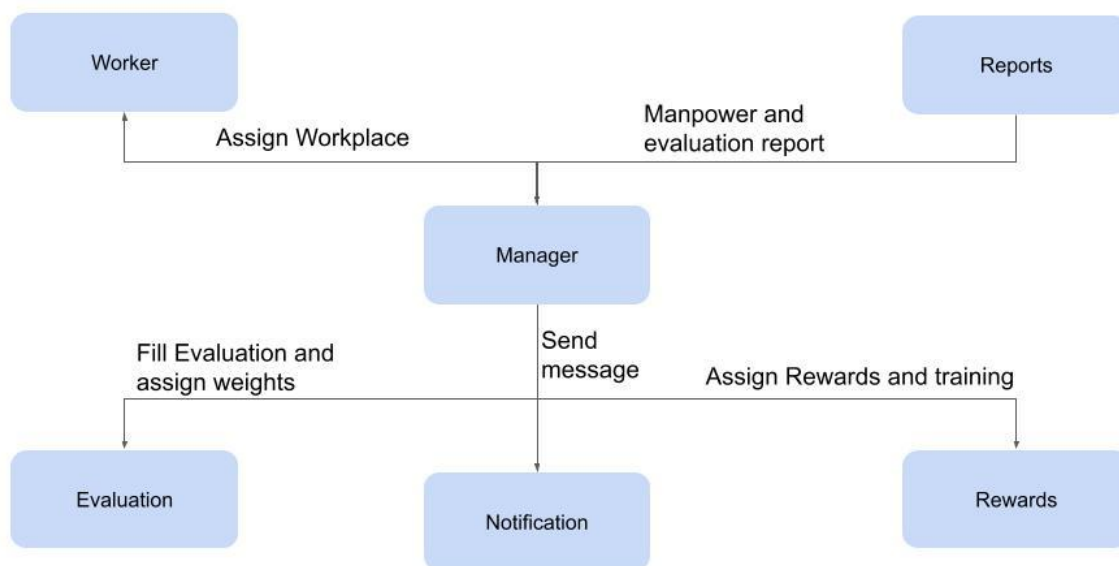 Worker
Reports
Assign Workplace
Manpower and
evaluation report
Manager
Fill Evaluation and
assign weights
Send
message
Assign Rewards and training
Evaluation
Notification
Rewards